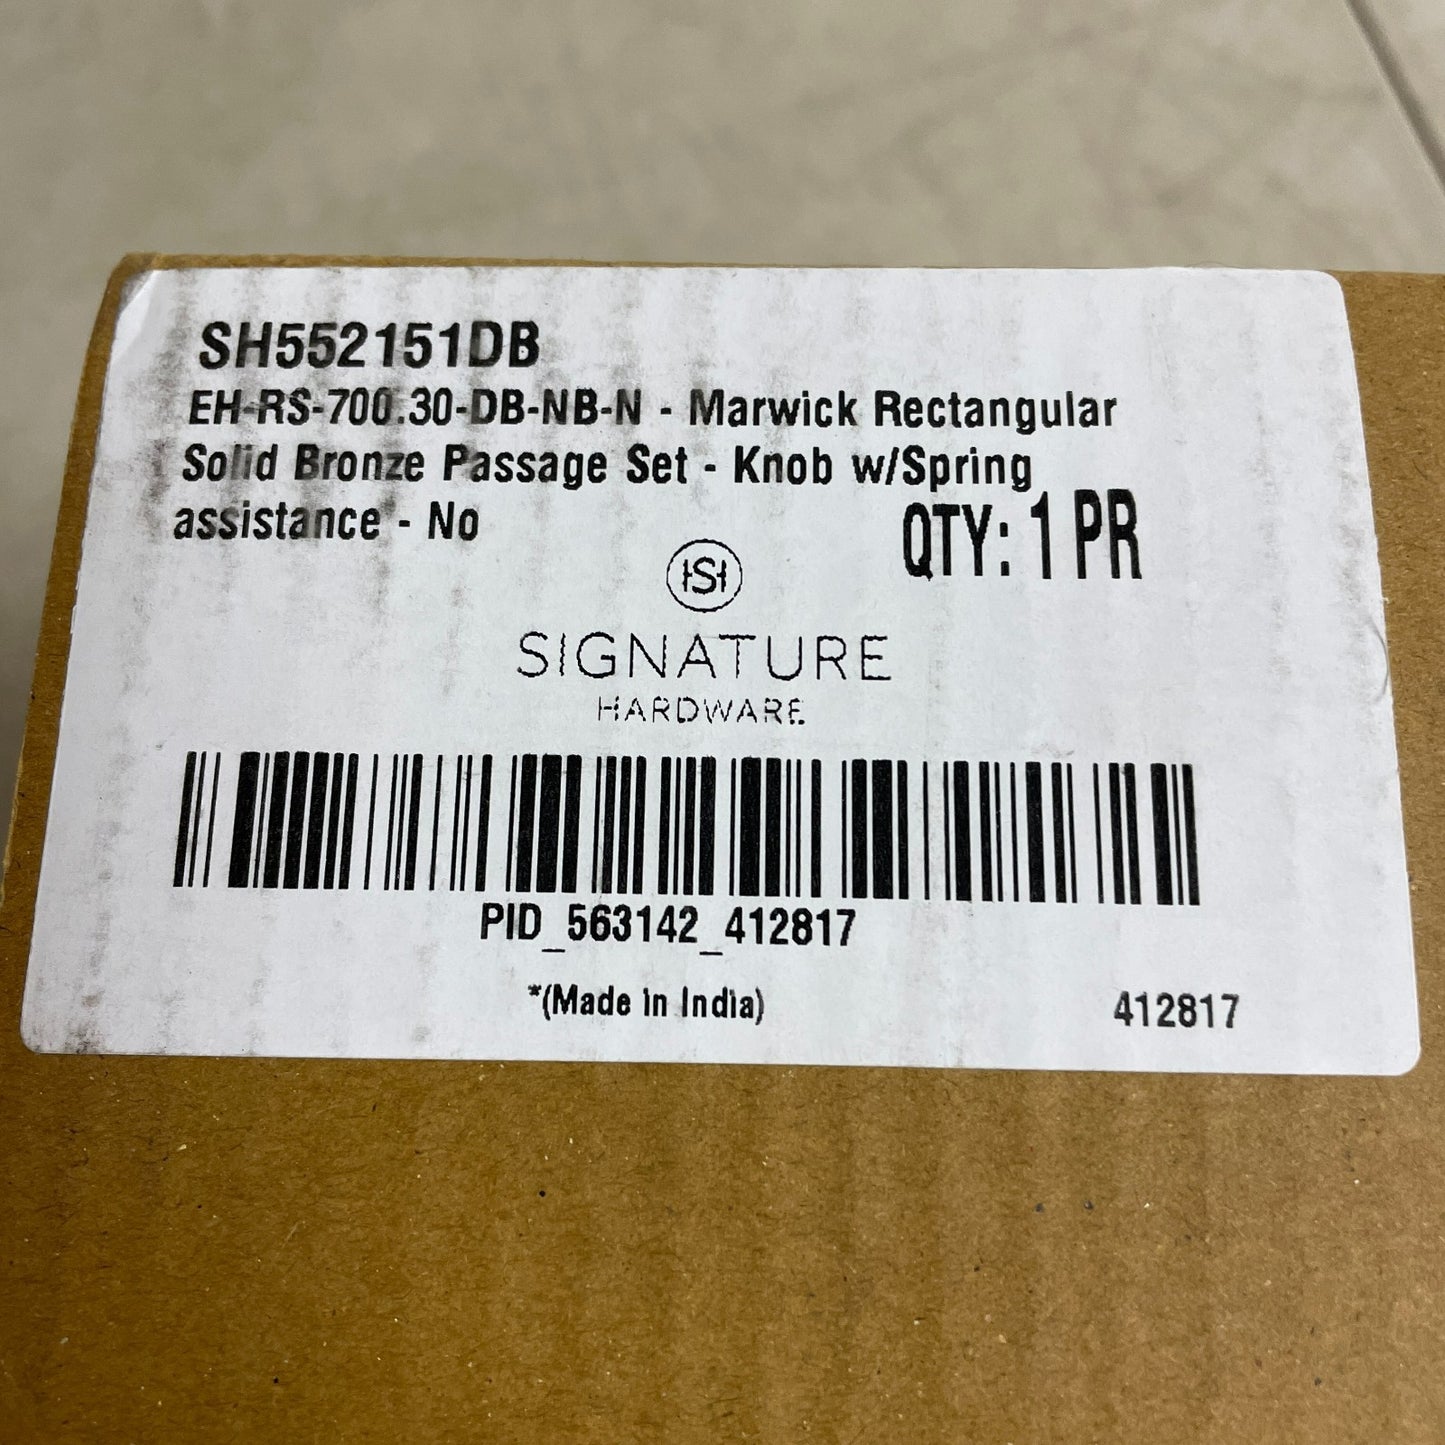 SH552151DB
EH-RS-700.30-DB-NB-N - Marwick Rectangular
Solid Bronze Passage Set - Knob w/Spring
assistance - No
QTY: 1 PR
SH
SIGNATURE
HARDWARE
PID_563142_412817
*(Made in India)
412817